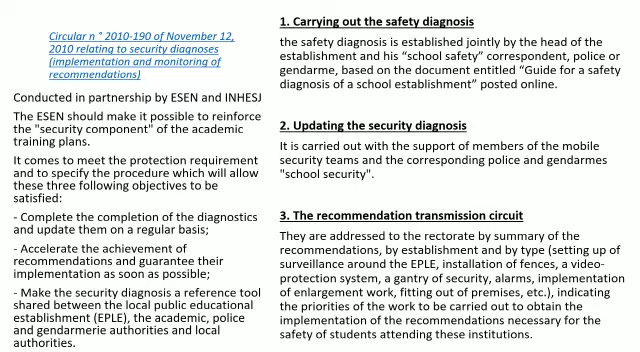 Circular n ° 2010-190 of November 12,
2010 relating to security diagnoses
(implementation and monitoring of
recommendations)
Conducted in partnership by ESEN and INHESJ
The ESEN should make it possible to reinforce
the "security component" of the academic
training plans.
It comes to meet the protection requirement
and to specify the procedure which will allow
these three following objectives to be
satisfied:
- Complete the completion of the diagnostics
and update them on a regular basis;
- Accelerate the achievement of
recommendations and guarantee their
implementation as soon as possible;
- Make the security diagnosis a reference tool
shared between the local public educational
establishment (EPLE), the academic, police
and gendarmerie authorities and local
authorities.
1. Carrying out the safety diagnosis
the safety diagnosis is established jointly by the head of the
establishment and his “school safety” correspondent, police or
gendarme, based on the document entitled “Guide for a safety
diagnosis of a school establishment” posted online.
2. Updating the security diagnosis
It is carried out with the support of members of the mobile
security teams and the corresponding police and gendarmes
"school security".
3. The recommendation transmission circuit
They are addressed to the rectorate by summary of the
recommendations, by establishment and by type (setting up of
surveillance around the EPLE, installation of fences, a video-
protection system, a gantry of security, alarms, implementation
of enlargement work, fitting out of premises, etc.), indicating
the priorities of the work to be carried out to obtain the
implementation of the recommendations necessary for the
safety of students attending these institutions.